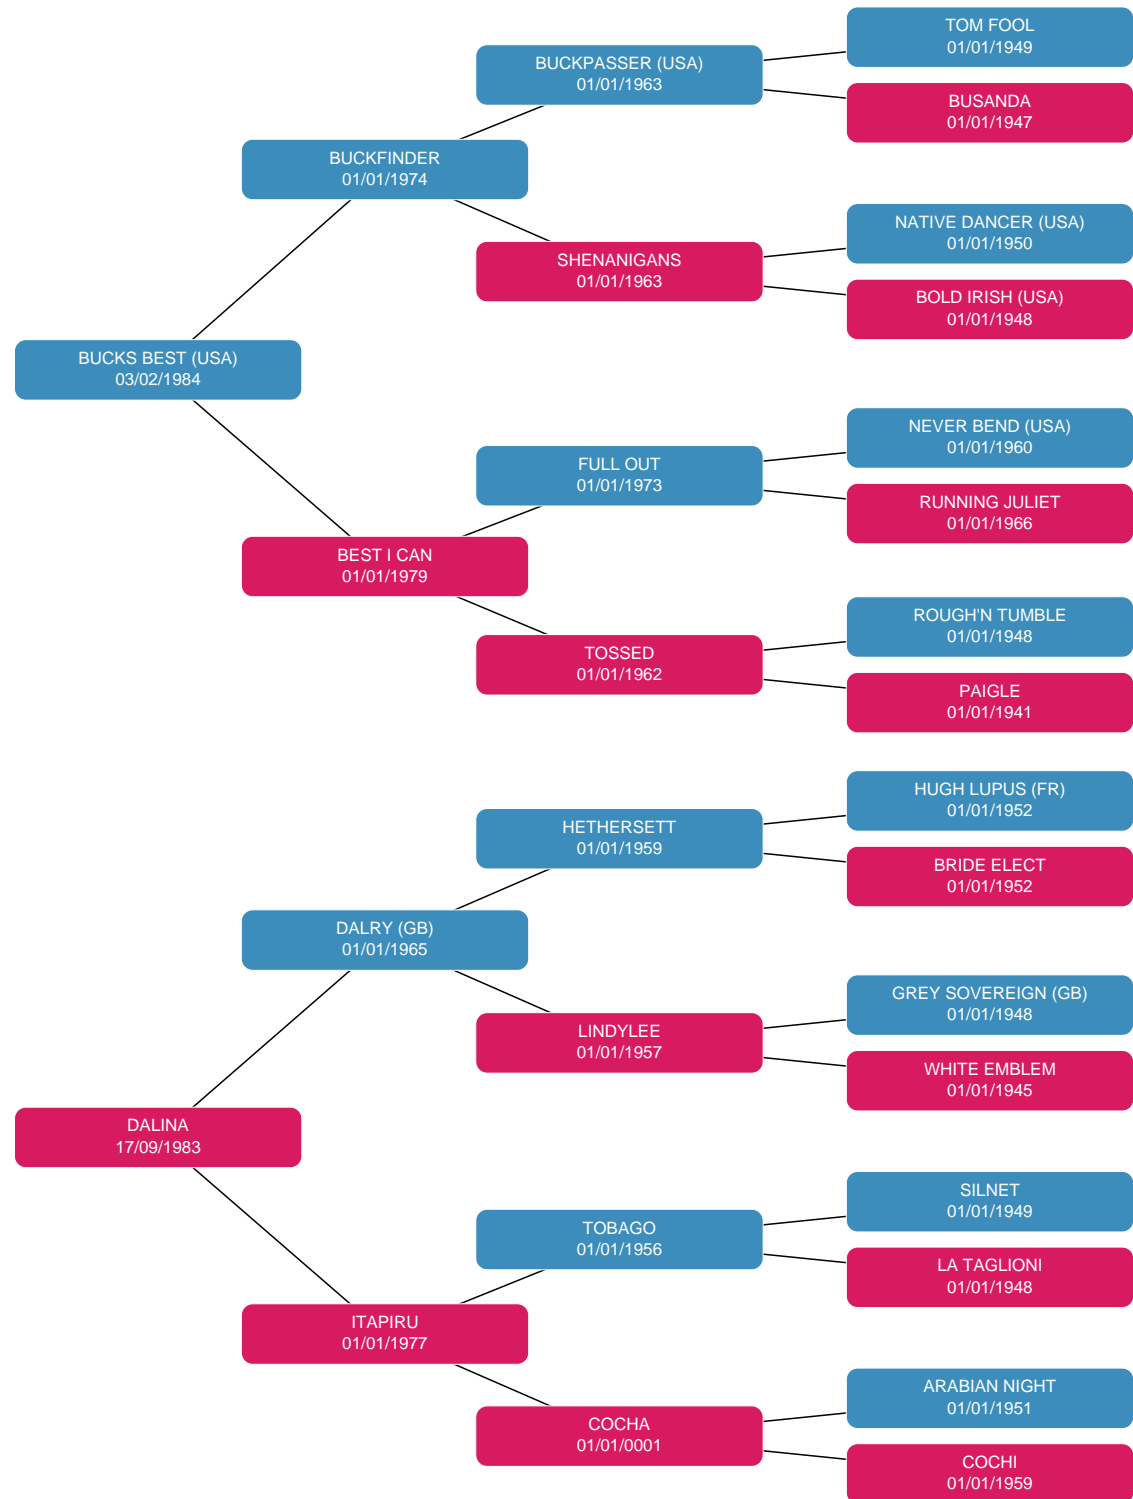 TOM FOOL
01/01/1949
BUCKPASSER (USA)
01/01/1963
BUSANDA
01/01/1947
BUCKFINDER
01/01/1974
NATIVE DANCER (USA)
01/01/1950
SHENANIGANS
01/01/1963
BOLD IRISH (USA)
01/01/1948
BUCKS BEST (USA)
03/02/1984
NEVER BEND (USA)
01/01/1960
FULL OUT
01/01/1973
RUNNING JULIET
01/01/1966
BEST I CAN
01/01/1979
ROUGH'N TUMBLE
01/01/1948
TOSSED
01/01/1962
PAIGLE
01/01/1941
HUGH LUPUS (FR)
01/01/1952
HETHERSETT
01/01/1959
BRIDE ELECT
01/01/1952
DALRY (GB)
01/01/1965
GREY SOVEREIGN (GB)
01/01/1948
LINDYLEE
01/01/1957
WHITE EMBLEM
01/01/1945
DALINA
17/09/1983
SILNET
01/01/1949
TOBAGO
01/01/1956
LA TAGLIONI
01/01/1948
ITAPIRU
01/01/1977
ARABIAN NIGHT
01/01/1951
COCHA
01/01/0001
COCHI
01/01/1959